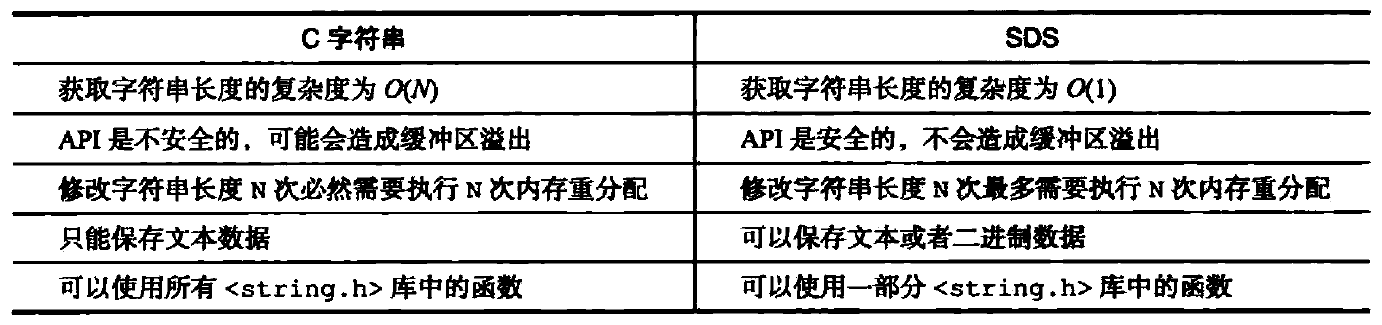 C 字符串 SDS
获取字符串长度的复杂度为 O(N) 获取字符串长度的复杂度为 O(1)
API 是不安全的，可能会造成缓冲区溢出 API 是安全的，不会造成缓冲区溢出
修改字符串长度 N 次必然需要执行 N 次内存重分配 修改字符串长度 N 次最多需要执行 N 次内存重分配
只能保存文本数据 可以保存文本或者二进制数据
可以使用所有 <string.h> 库中的函数 可以使用一部分 <string.h> 库中的函数